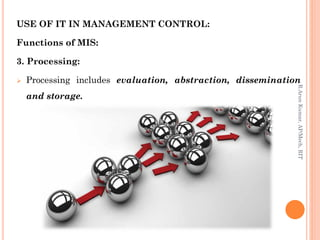 USE OF IT IN MANAGEMENT CONTROL:
Functions of MIS:
3. Processing:
Processing includes evaluation, abstraction, dissemination
and storage.
R.Arun Kumar, AP/Mech, RIT